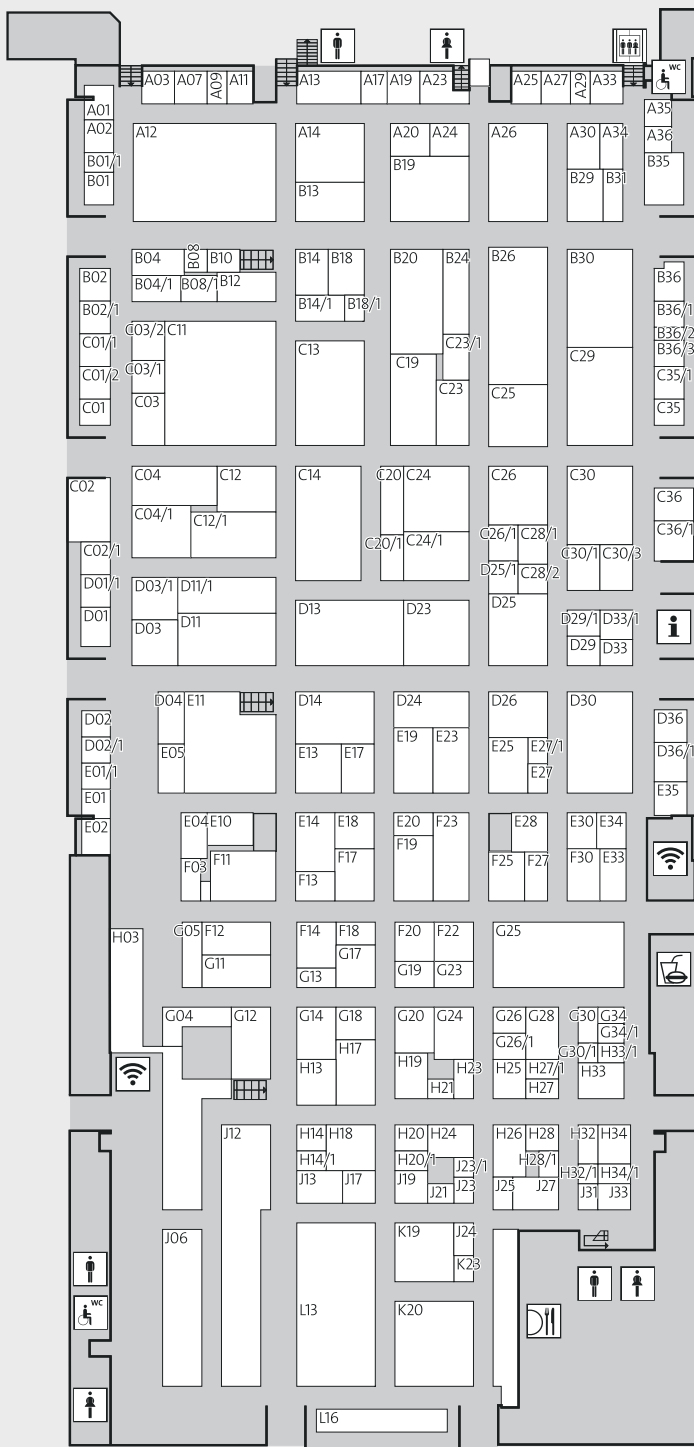 WC
A03 A07 A09 A11 A13 A17 A19 A23 A25 A27 A29 A33
A01 A35
A02 A12 A14 A20 A24 A26 A30 A34 A36
B01/1 B19 B35
B01 B13 B29 B31
B04 B08 B10 B14 B18 B20 B24 B26 B30
B02 B04/1 B08/1 B12 B36
B02/1 B14/1 B18/1 B36/1
C03/2 C11 B36/2
C01/1 C13 C23/1 B36/3
C03/1 C19 C29
C01/2 C35/1
C03 C23 C25
C01 C35
C04 C12 C14 C20 C24 C26 C30
C02 C36
C04/1 C12/1 C26/1 C28/1 C36/1
C20/1 C24/1
C02/1 C30/1 C30/3
D01/1 D03/1 D11/1 D25/1 C28/2
D13 D23 D25
D01 D03 D11 D29/1 D33/1
D29 D33
D04 E11 D14 D24 D26 D30
D02 D36
D02/1 E05 E13 E17 E19 E23 E25 E27/1 D36/1
E01/1 E27
E01 E35
E02 E04 E10 E14 E18 E20 F23 E28 E30 E34
F03 F11 F17 F19 F25 F27 F30 E33
F13
H03 G05 F12 F14 F18 F20 F22 G25
G11 G13 G17 G19 G23
G04 G12 G14 G18 G20 G24 G26 G28 G30 G34
G34/1
H17 G26/1 G30/1 H33/1
H13 H19 H23 H25 H27/1 H33
H21 H27
J12 H14 H18 H20 H24 H26 H28 H32 H34
H14/1 H20/1 J23/1 H28/1 H32/1 H34/1
J13 J17 J19 J21 J23 J25 J27 J31 J33
J06 K19 J24
K23
WC
L13 K20
L16